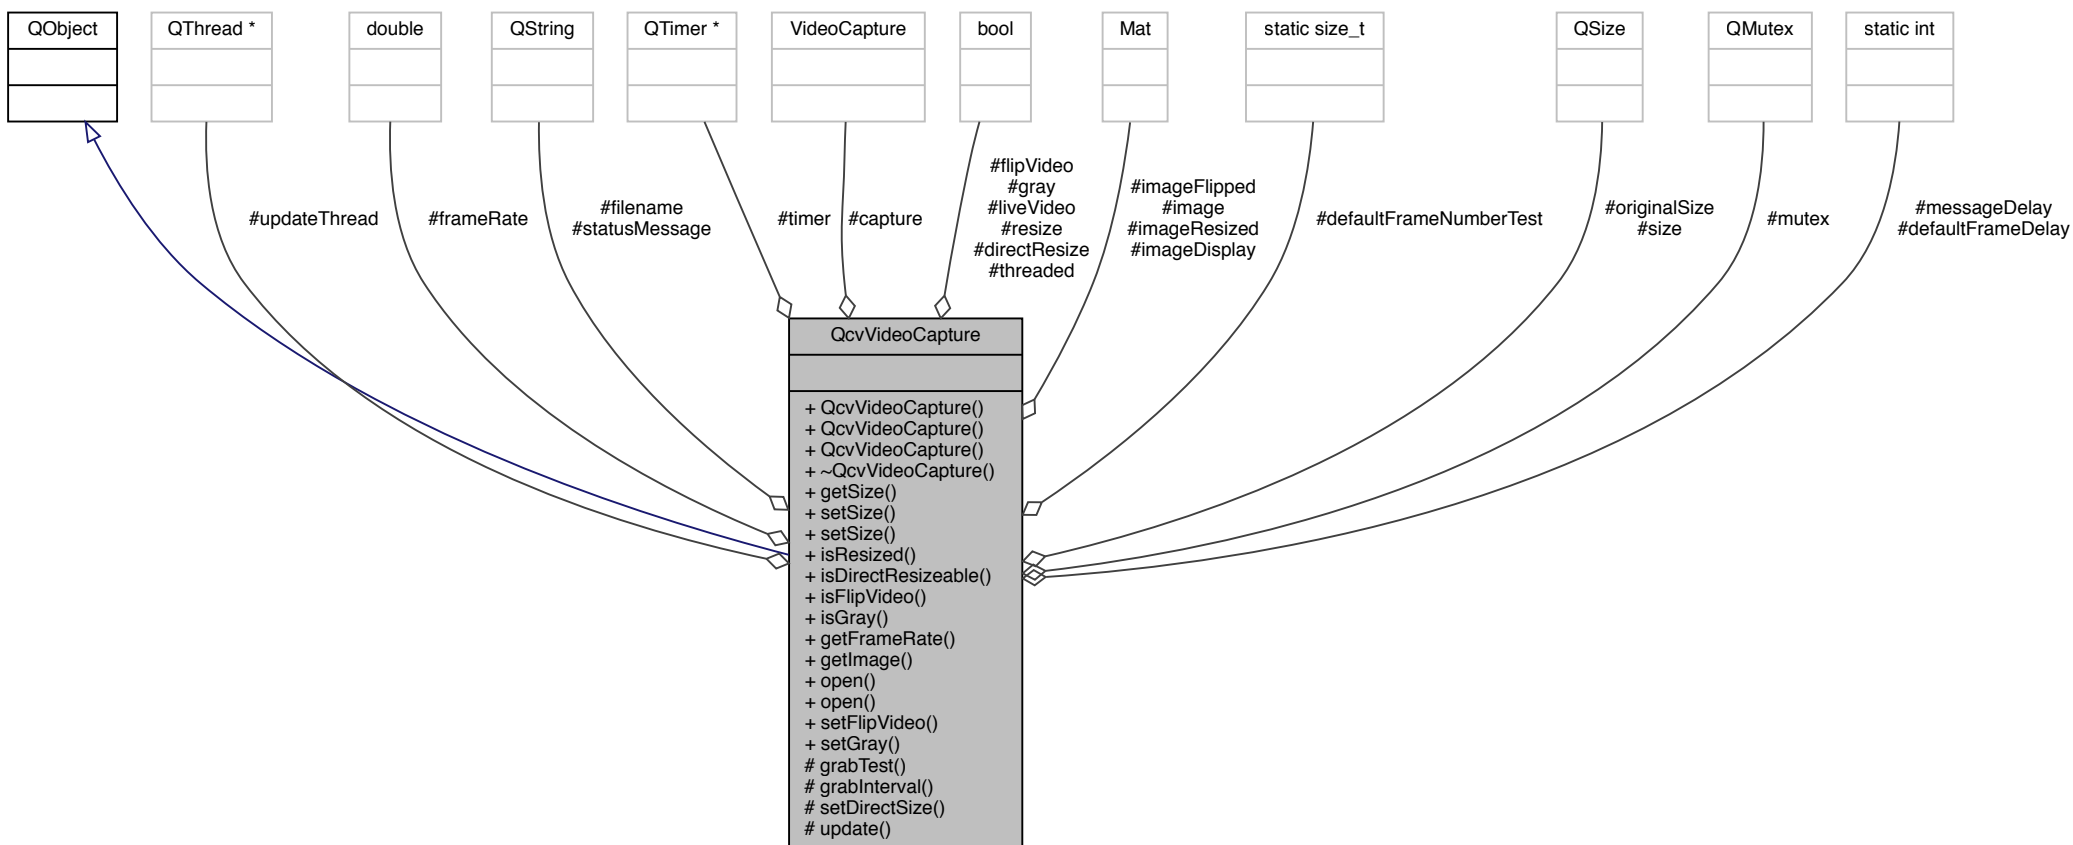 QObject
QThread *
double
QString
QTimer *
VideoCapture
bool
Mat
static size_t
QSize
QMutex
static int
#updateThread
#frameRate
#filename
#statusMessage
#timer
#capture
#flipVideo
#gray
#liveVideo
#resize
#directResize
#threaded
#imageFlipped
#image
#imageResized
#imageDisplay
#defaultFrameNumberTest
#originalSize
#size
#mutex
#messageDelay
#defaultFrameDelay
QcvVideoCapture
+ QcvVideoCapture()
+ QcvVideoCapture()
+ QcvVideoCapture()
+ ~QcvVideoCapture()
+ getSize()
+ setSize()
+ setSize()
+ isResized()
+ isDirectResizeable()
+ isFlipVideo()
+ isGray()
+ getFrameRate()
+ getImage()
+ open()
+ open()
+ setFlipVideo()
+ setGray()
# grabTest()
# grabInterval()
# setDirectSize()
# update()